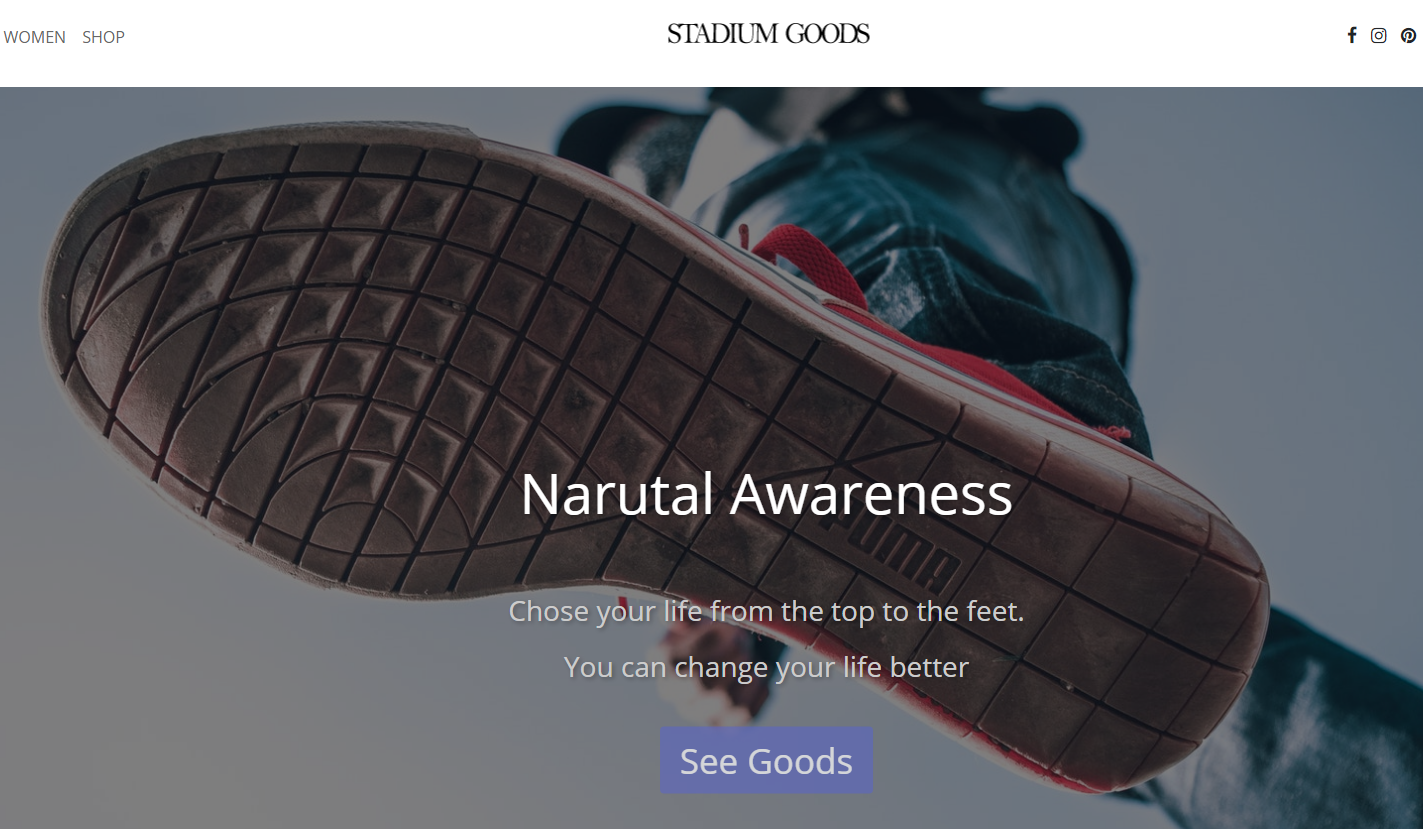 WOMEN SHOP
STADIUM GOODS
Narutal Awareness
PUMA
Chose your life from the top to the feet.
You can change your life better
See Goods